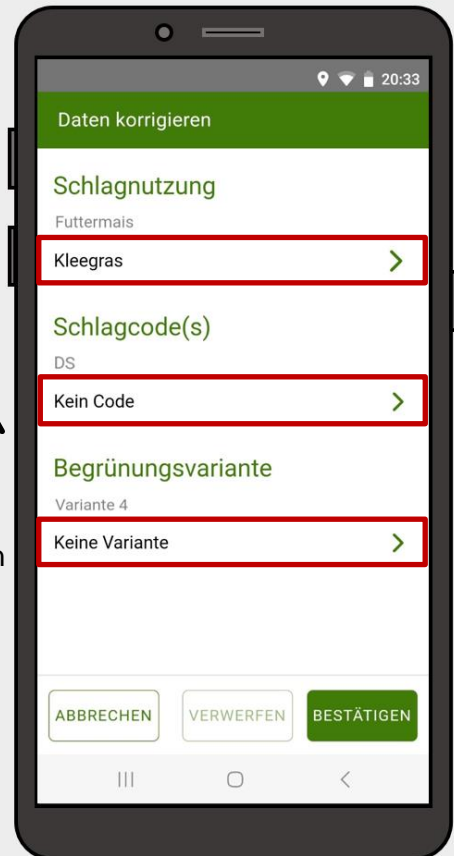 20:33
Daten korrigieren
Schlagnutzung
Futtermais
Kleegras
Schlagcode(s)
DS
Kein Code
Begrünungsvariante
Variante 4
Keine Variante
ABBRECHEN VERWERFEN BESTÄTIGEN